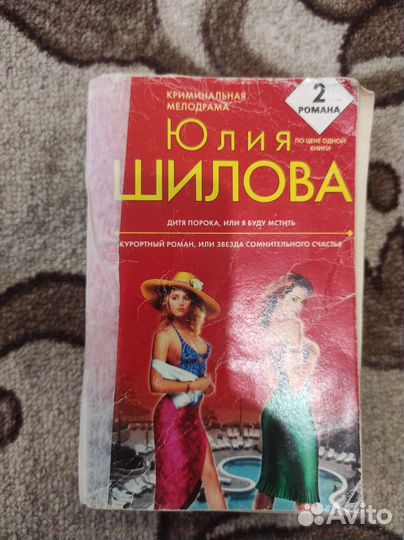 КРИМИНАЛЬНАЯ
МЕЛОДРАМА
2
РОМАНА
ПО ЦЕНЕ ОДНОЙ
КНИГИ
ЮЛИЯ
ШИЛОВА
ДИТЯ ПОРОКА, ИЛИ Я БУДУ МСТИТЬ
КУРОРТНЫЙ РОМАН, ИЛИ ЗВЕЗДА СОМНИТЕЛЬНОГО СЧАСТЬЯ
Avito